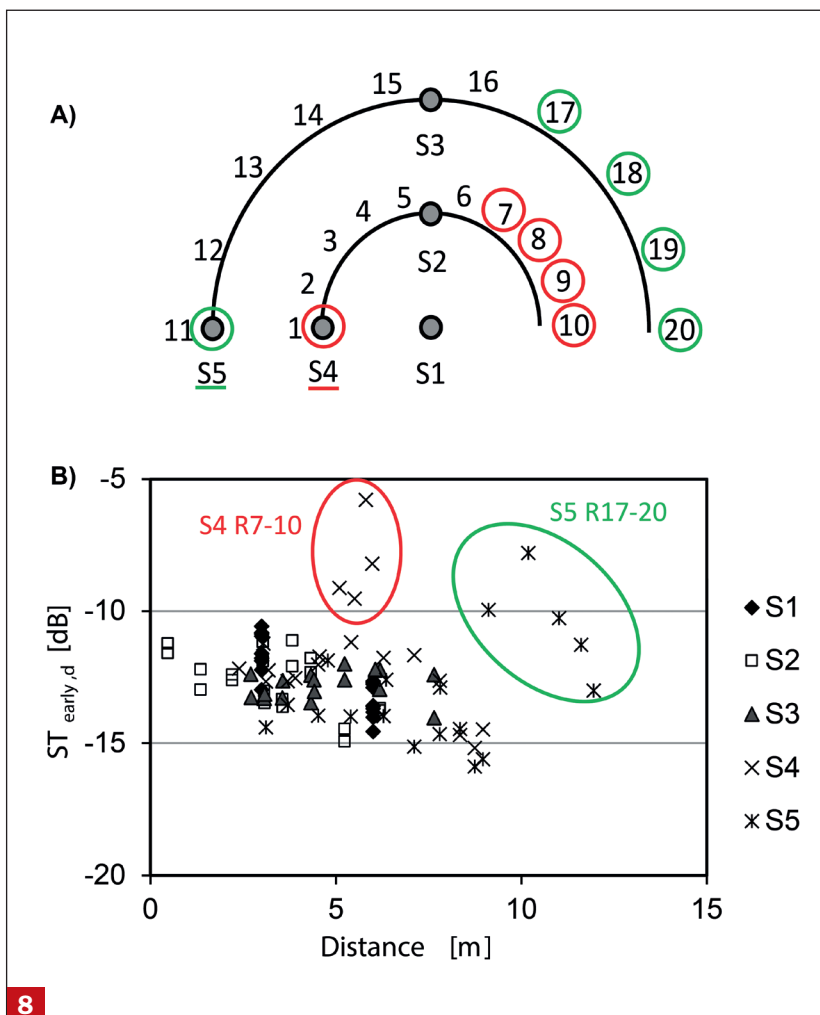 A)
15 16
14 17
13 S3 18
12 4 5 6 7 19
3 8
2 S2 9
11 1 10 20
S5 S4 S1
B)
-5
S4 R7-10 S5 R17-20
-10
-15
-20
ST early,d [dB]
0 5 10 15
Distance [m]
S1
S2
S3
S4
S5
8